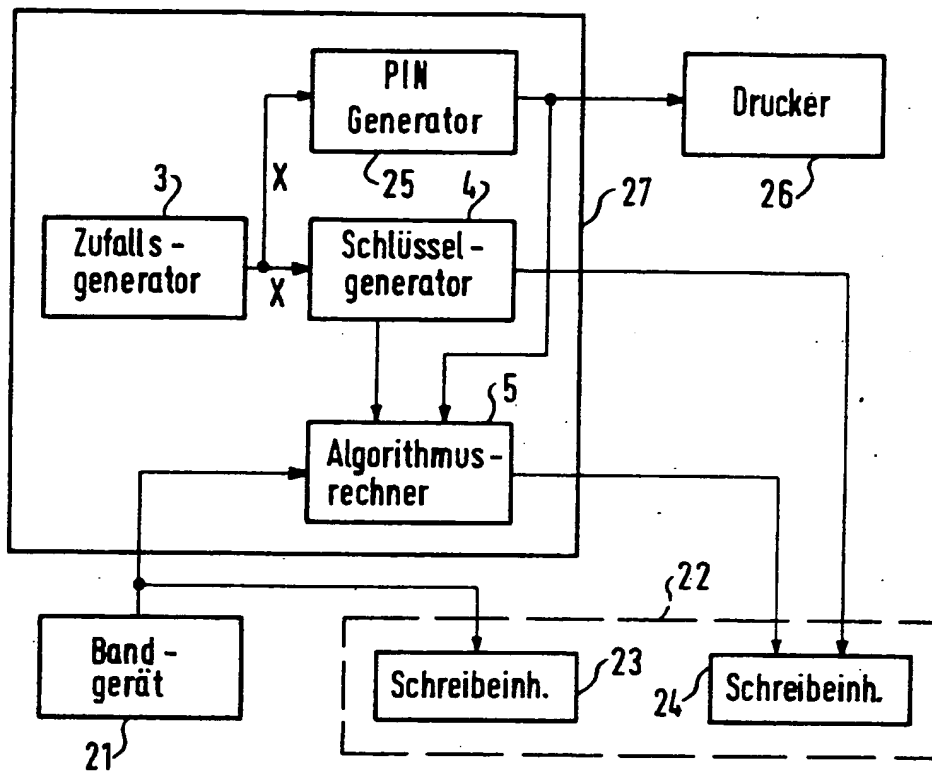 PIN
Generator
25
Drucker
26
27
X
3
Zufalls-
generator
X
4
Schlüssel-
generator
5
Algorithmus-
rechner
22
Band-
gerät
21
Schreibeinh.
23
24
Schreibeinh.